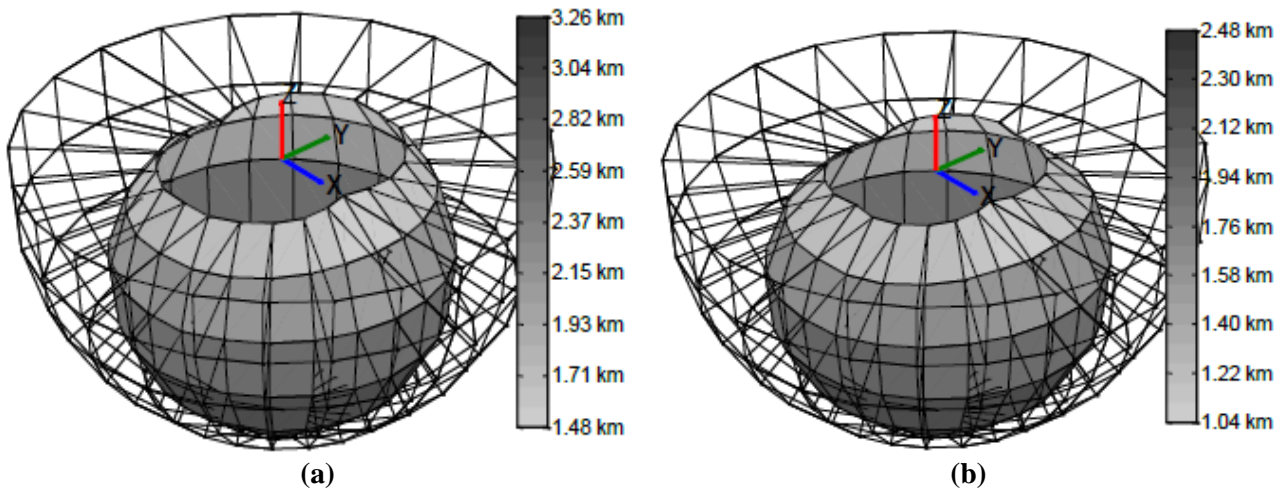 3.26 km
3.04 km
2.82 km
2.59 km
2.37 km
2.15 km
1.93 km
1.71 km
1.48 km
Z
Y
X
(a)
2.48 km
2.30 km
2.12 km
1.94 km
1.76 km
1.58 km
1.40 km
1.22 km
1.04 km
Z
Y
X
(b)